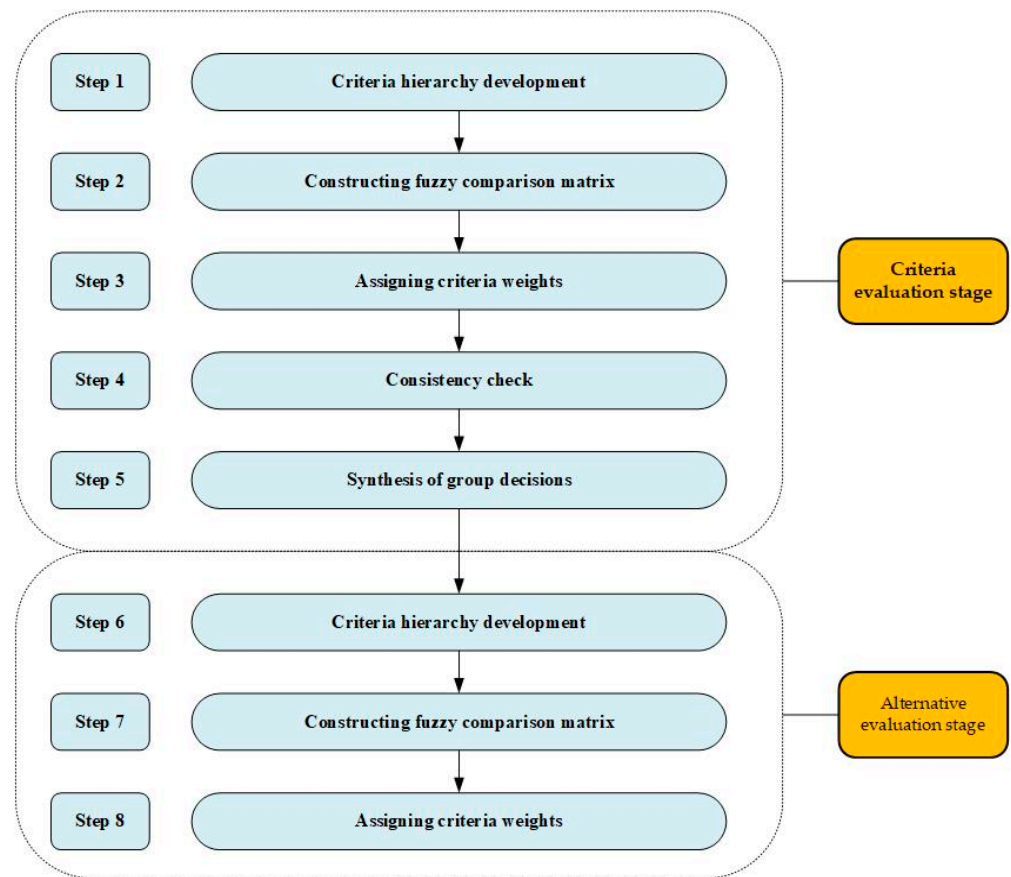 Step 1
Criteria hierarchy development
Step 2
Constructing fuzzy comparison matrix
Step 3
Assigning criteria weights
Criteria
evaluation stage
Step 4
Consistency check
Step 5
Synthesis of group decisions
Step 6
Criteria hierarchy development
Step 7
Constructing fuzzy comparison matrix
Alternative
evaluation stage
Step 8
Assigning criteria weights